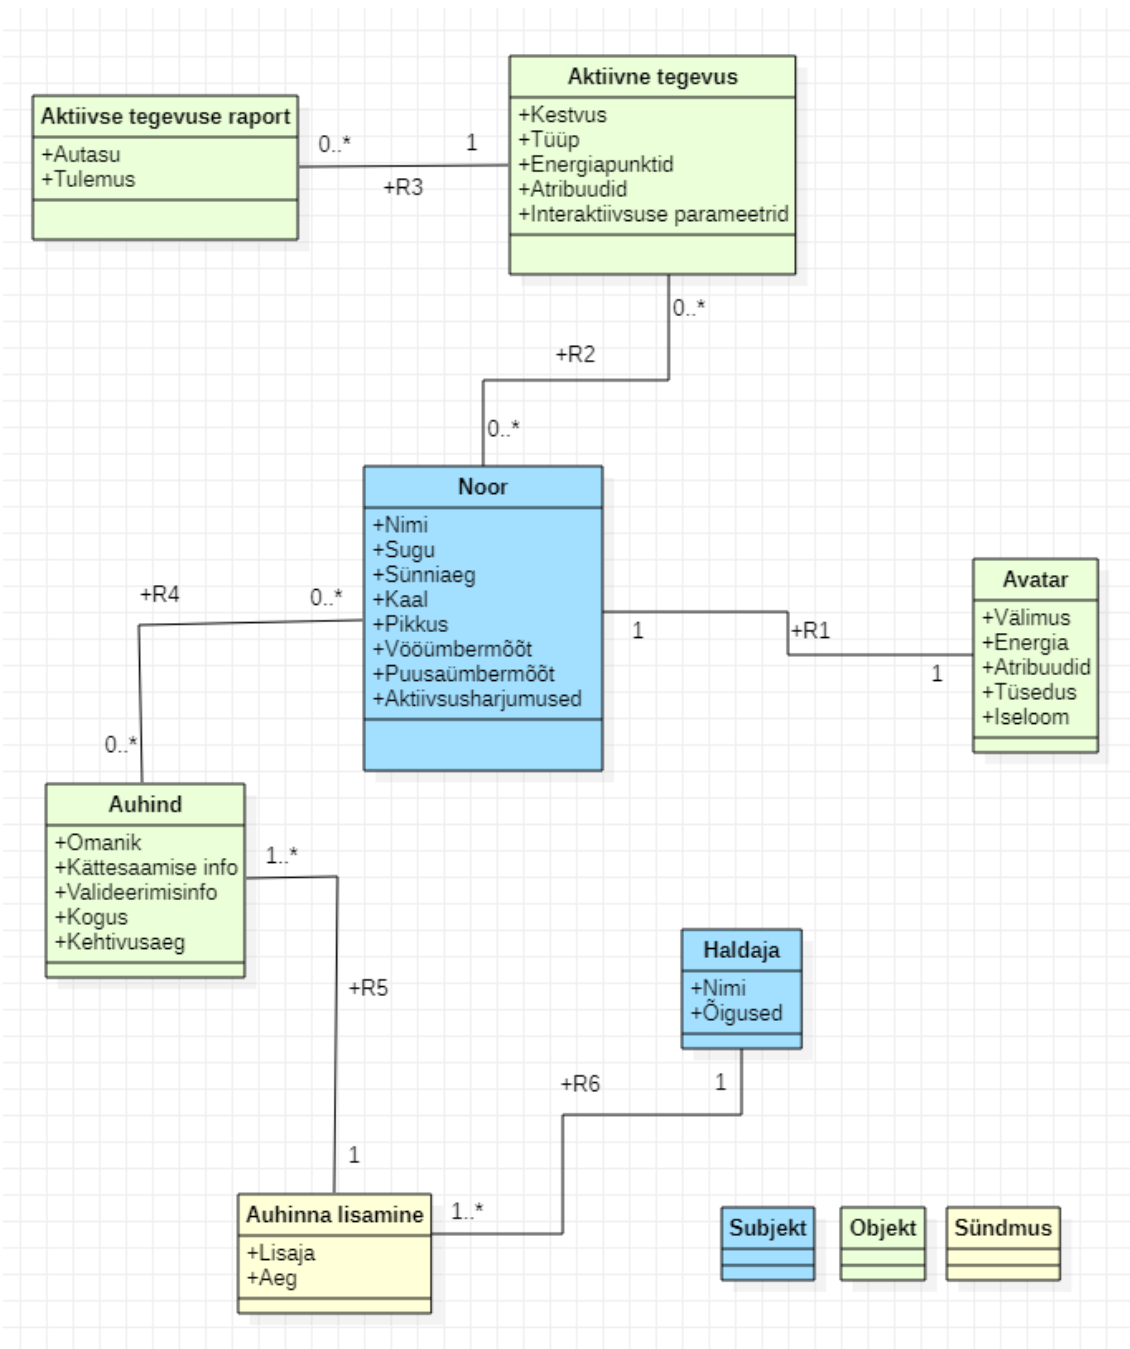 Aktiivne tegevus
+Kestvus
+Tüüp
+Energiapunktid
+Atribuudid
+Interaktiivsuse parameetrid
Aktiivse tegevuse raport
+Autasu
+Tulemus
0..*
1
+R3
0..*
+R2
0..*
Noor
+Nimi
+Sugu
+Sünniaeg
+Kaal
+Pikkus
+Vööümbermõõt
+Puusaümbermõõt
+Aktiivsusharjumused
+R4
0..*
0..*
1
+R1
1
Avatar
+Välimus
+Energia
+Atribuudid
+Tüsedus
+Iseloom
Auhind
+Omanik
+Kättesaamise info
+Valideerimisinfo
+Kogus
+Kehtivusaeg
1..*
+R5
1
Haldaja
+Nimi
+Õigused
1
+R6
1..*
Auhinna lisamine
+Lisaja
+Aeg
Subjekt
Objekt
Sündmus